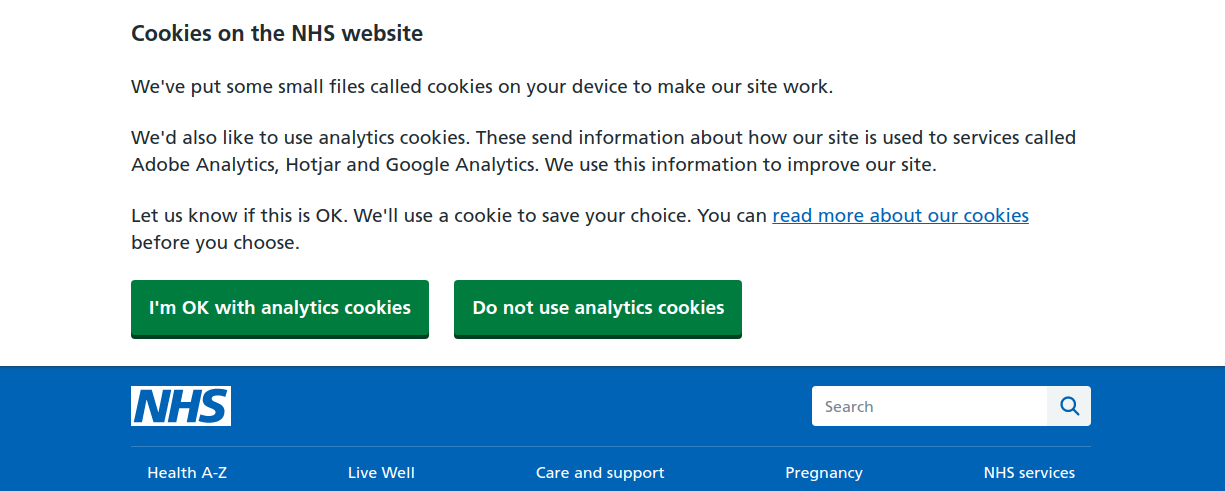 Cookies on the NHS website
We've put some small files called cookies on your device to make our site work.
We'd also like to use analytics cookies. These send information about how our site is used to services called
Adobe Analytics, Hotjar and Google Analytics. We use this information to improve our site.
Let us know if this is OK. We'll use a cookie to save your choice. You can read more about our cookies
before you choose.
I'm OK with analytics cookies Do not use analytics cookies
NHS Search
Health A-Z Live Well Care and support Pregnancy NHS services